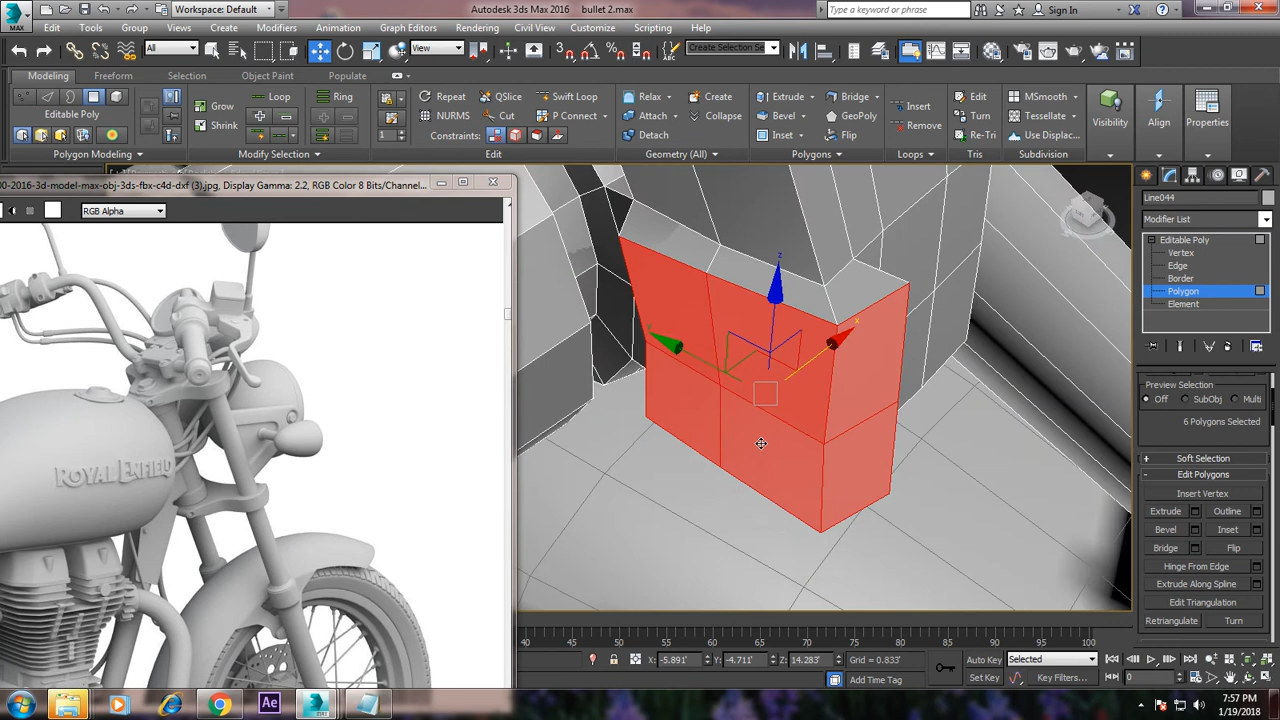 Workspace: Default
Autodesk 3ds Max 2016 bullet 2.max
Type a keyword or phrase
Sign In
MAX
Edit Tools Group Views Create Modifiers Animation Graph Editors Rendering Civil View Customize Scripting Help
All
View
Create Selection Se
Modeling Freeform Selection Object Paint Populate
Editable Poly
Grow
Shrink
Loop
Ring
1
Repeat QSlice Swift Loop
NURMS Cut P Connect
Constraints:
Relax Create
Attach Collapse
Detach
Extrude Bridge
Bevel GeoPoly
Inset Flip
Insert
Remove
Edit
Turn
Re-Tri
MSmooth
Tessellate
Use Displac...
Visibility
Align
Properties
Polygon Modeling Modify Selection Edit Geometry (All) Polygons Loops Tris Subdivision
00-2016-3d-model-max-obj-3ds-fbx-c4d-dxf (3).jpg, Display Gamma: 2.2, RGB Color 8 Bits/Channel...
RGB Alpha
ROYAL ENFIELD
z
x
y
Line044
Modifier List
Editable Poly
Vertex
Edge
Border
Polygon
Element
Preview Selection
Off SubObj Multi
6 Polygons Selected
+ Soft Selection
- Edit Polygons
Insert Vertex
Extrude Outline
Bevel Inset
Bridge Flip
Hinge From Edge
Extrude Along Spline
Edit Triangulation
Retriangulate Turn
45 50 55 60 65 70 75 80 85 90 95 100
X: -5.891' Y: -4.711' Z: 14.283' Grid = 0.833'
Add Time Tag
Auto Key Selected
Set Key Key Filters...
0
Ae
MAX
7:57 PM
1/19/2018